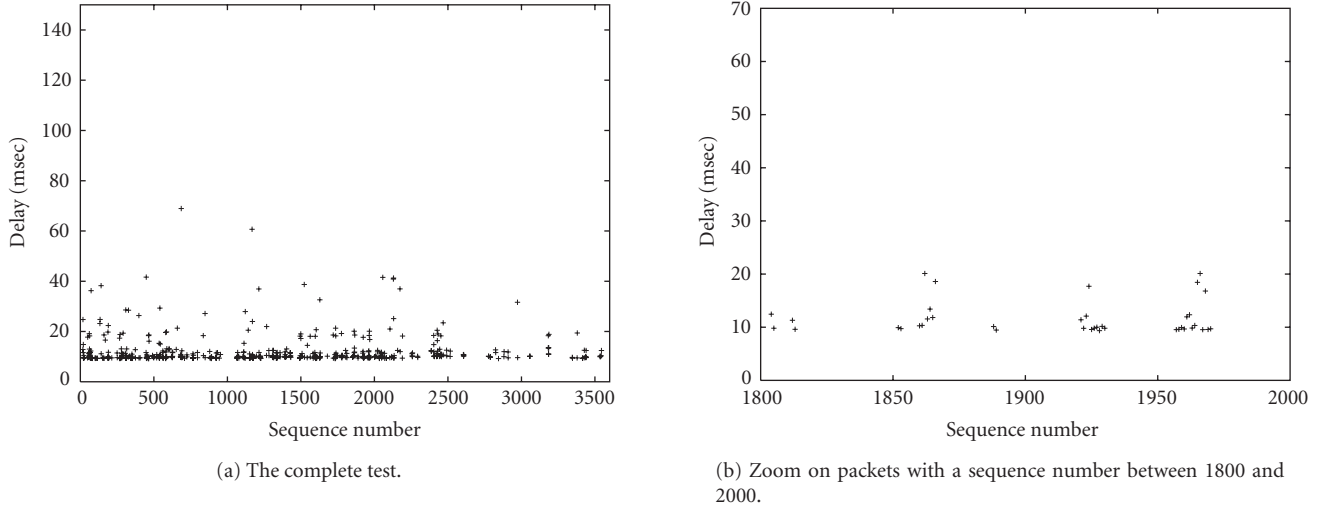 140
120
100
80
60
40
20
0
Delay (msec)
0 500 1000 1500 2000 2500 3000 3500
Sequence number
(a) The complete test.
70
60
50
40
30
20
10
0
Delay (msec)
1800 1850 1900 1950 2000
Sequence number
(b) Zoom on packets with a sequence number between 1800 and
2000.